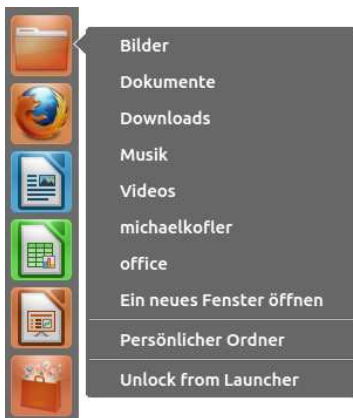 Bilder
Dokumente
Downloads
Musik
Videos
michaelkofler
office
Ein neues Fenster öffnen
Persönlicher Ordner
Unlock from Launcher